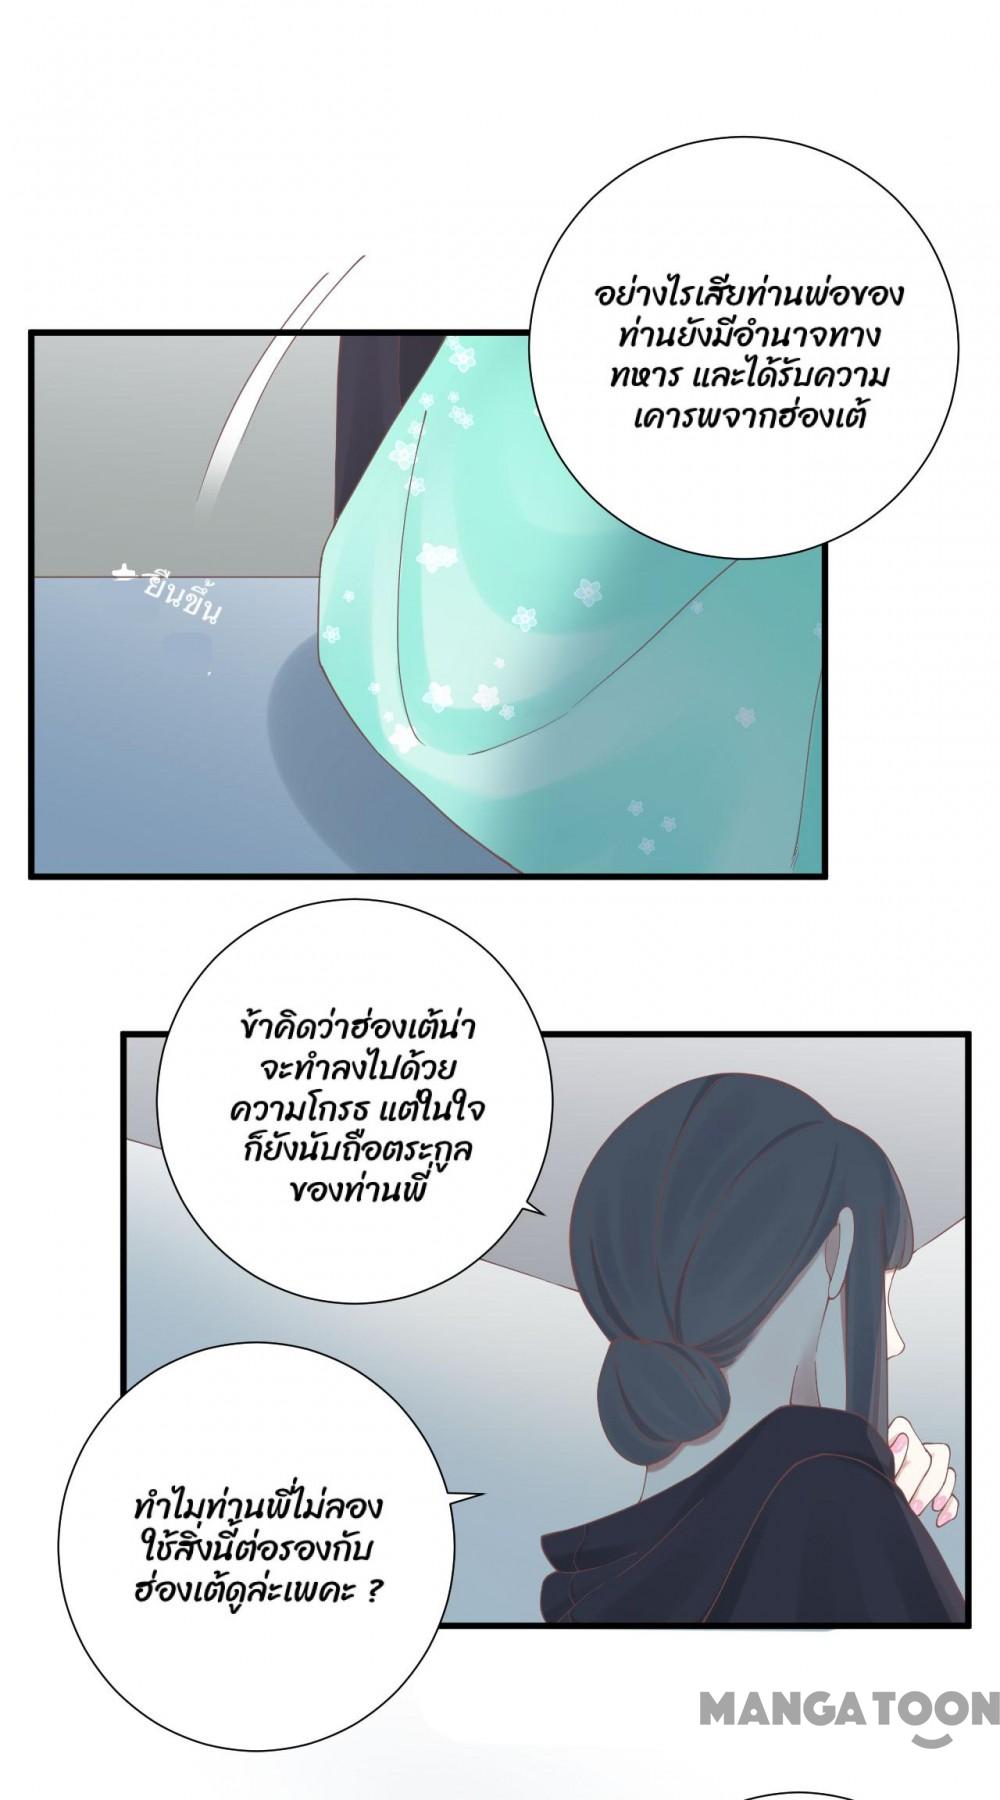 อย่างไรเสียท่านพ่อของ
ท่านยังมีอำนาจทาง
ทหาร และได้รับความ
เคารพจากฮ่องเต้
ยืนขึ้น
ข้าคิดว่าฮ่องเต้น่า
จะทำลงไปด้วย
ความโกรธ แต่ในใจ
ก็ยังนับถือตระกูล
ของท่านพี่
ทำไมท่านพี่ไม่ลอง
ใช้สิ่งนี้ต่อรองกับ
ฮ่องเต้ดูล่ะเพคะ ?
MANGATOON